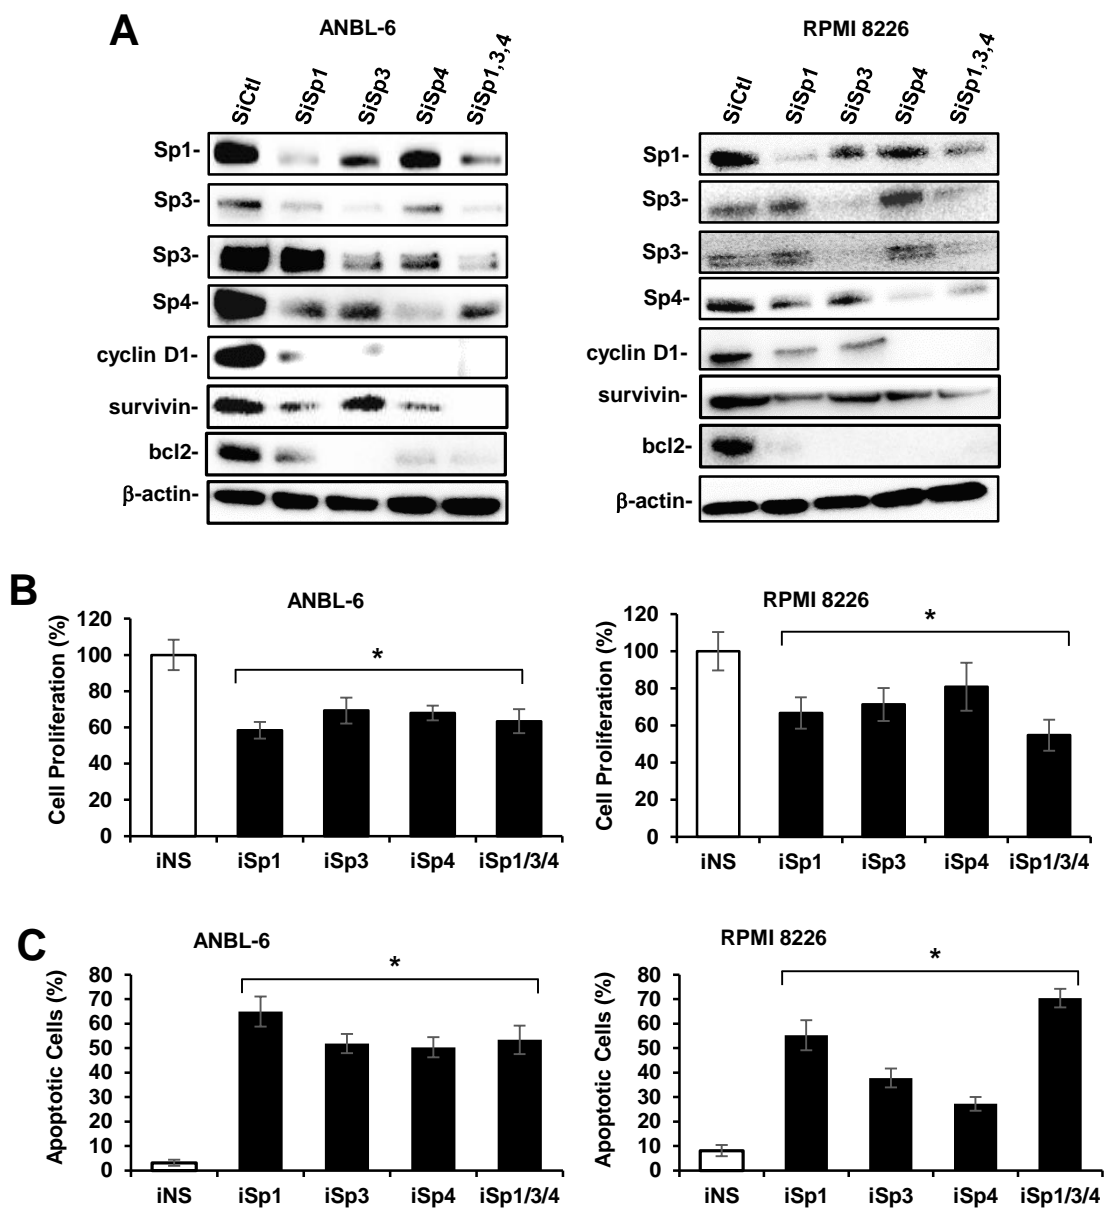 A
ANBL-6
SiCtl
SiSp1
SiSp3
SiSp4
SiSp1,3,4
Sp1-
Sp3-
Sp3-
Sp4-
cyclin D1-
survivin-
bcl2-
β-actin-
RPMI 8226
SiCtl
SiSp1
SiSp3
SiSp4
SiSp1,3,4
Sp1-
Sp3-
Sp3-
Sp4-
cyclin D1-
survivin-
bcl2-
β-actin-
B
ANBL-6
Cell Proliferation (%)
120
100
80
60
40
20
0
*
iNS iSp1 iSp3 iSp4 iSp1/3/4
RPMI 8226
Cell Proliferation (%)
120
100
80
60
40
20
0
*
iNS iSp1 iSp3 iSp4 iSp1/3/4
C
ANBL-6
Apoptotic Cells (%)
80
70
60
50
40
30
20
10
0
*
iNS iSp1 iSp3 iSp4 iSp1/3/4
RPMI 8226
Apoptotic Cells (%)
80
70
60
50
40
30
20
10
0
*
iNS iSp1 iSp3 iSp4 iSp1/3/4